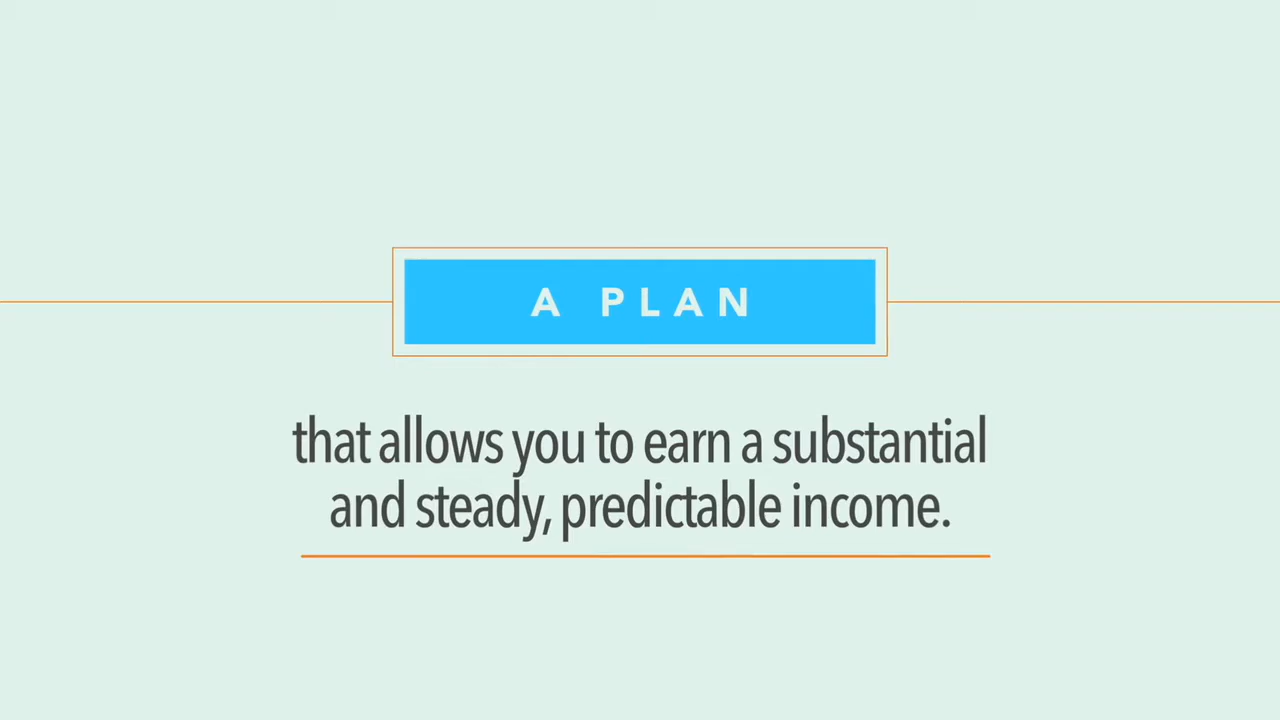 A PLAN
that allows you to earn a substantial
and steady, predictable income.